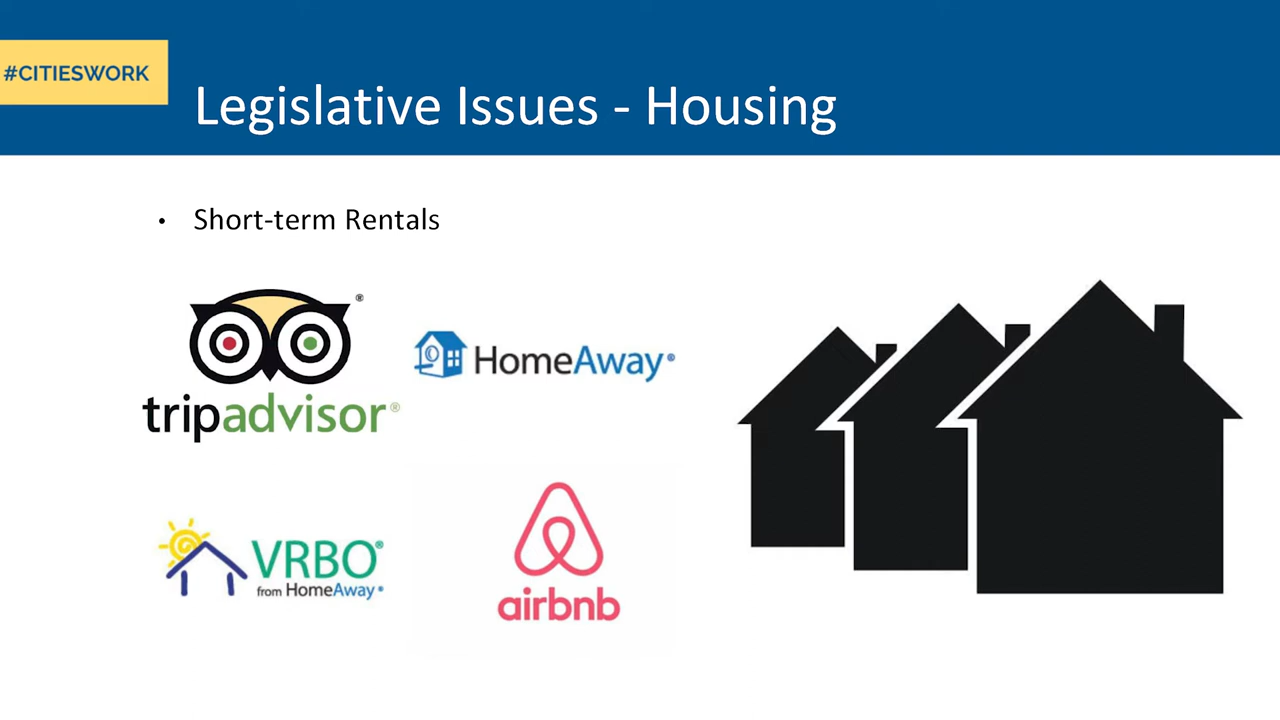 #CITIESWORK
Legislative Issues - Housing
• Short-term Rentals
tripadvisor®
HomeAway®
VRBO®
from HomeAway®
airbnb